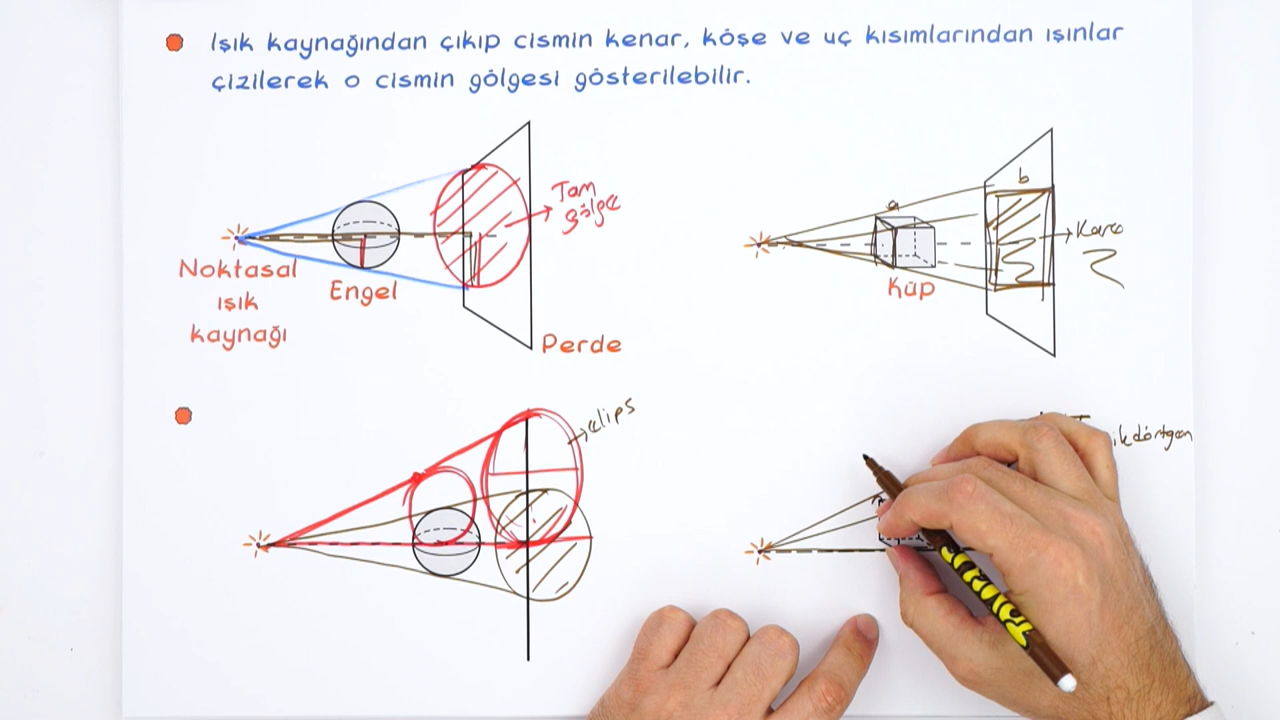 Işık kaynağından çıkıp cismin kenar, köşe ve uç kısımlarından ışınlar
çizilerek o cismin gölgesi gösterilebilir.
Tam
gölge
Noktasal
ışık
kaynağı
Engel
Perde
a
b
Kare
Küp
elips
ikdörtgen